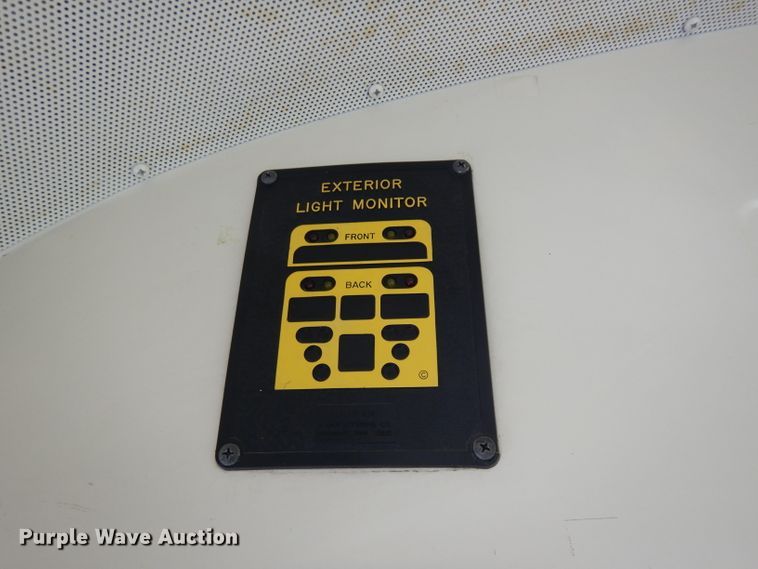 EXTERIOR
LIGHT MONITOR
FRONT
BACK
©
Purple Wave Auction